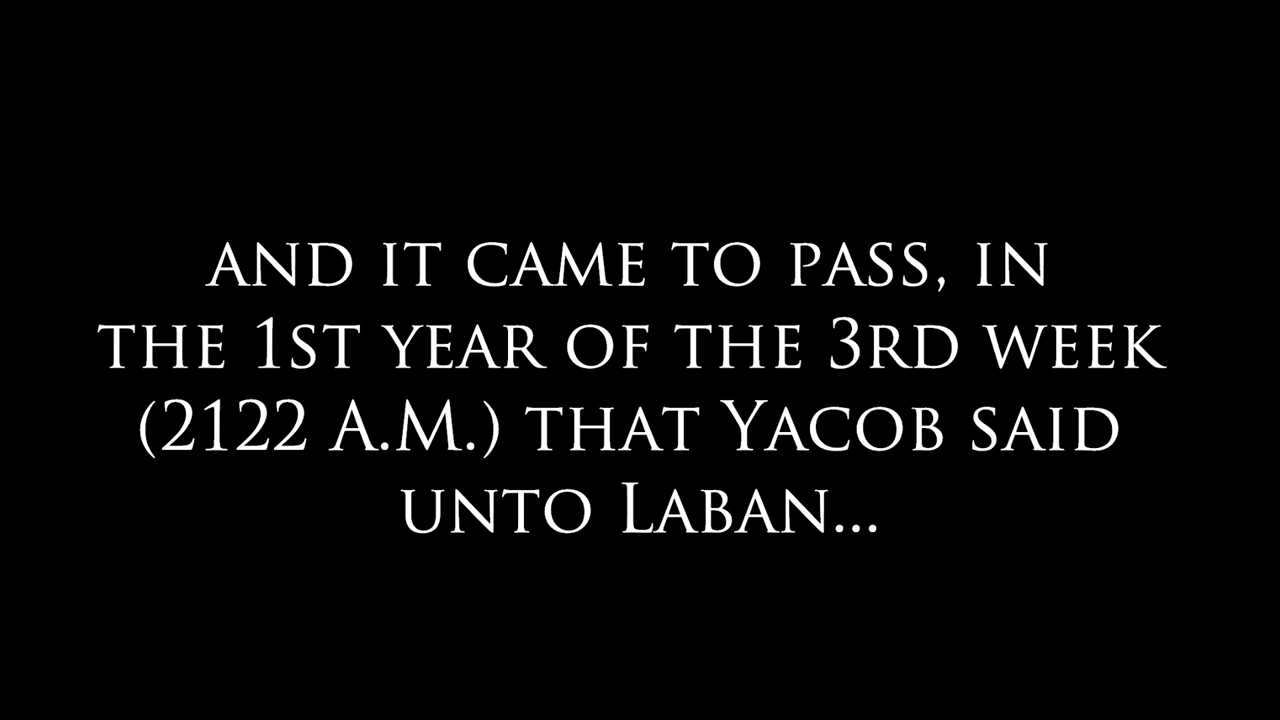 and it came to pass, in
the 1st year of the 3rd week
(2122 A.M.) that Yacob said
unto Laban...